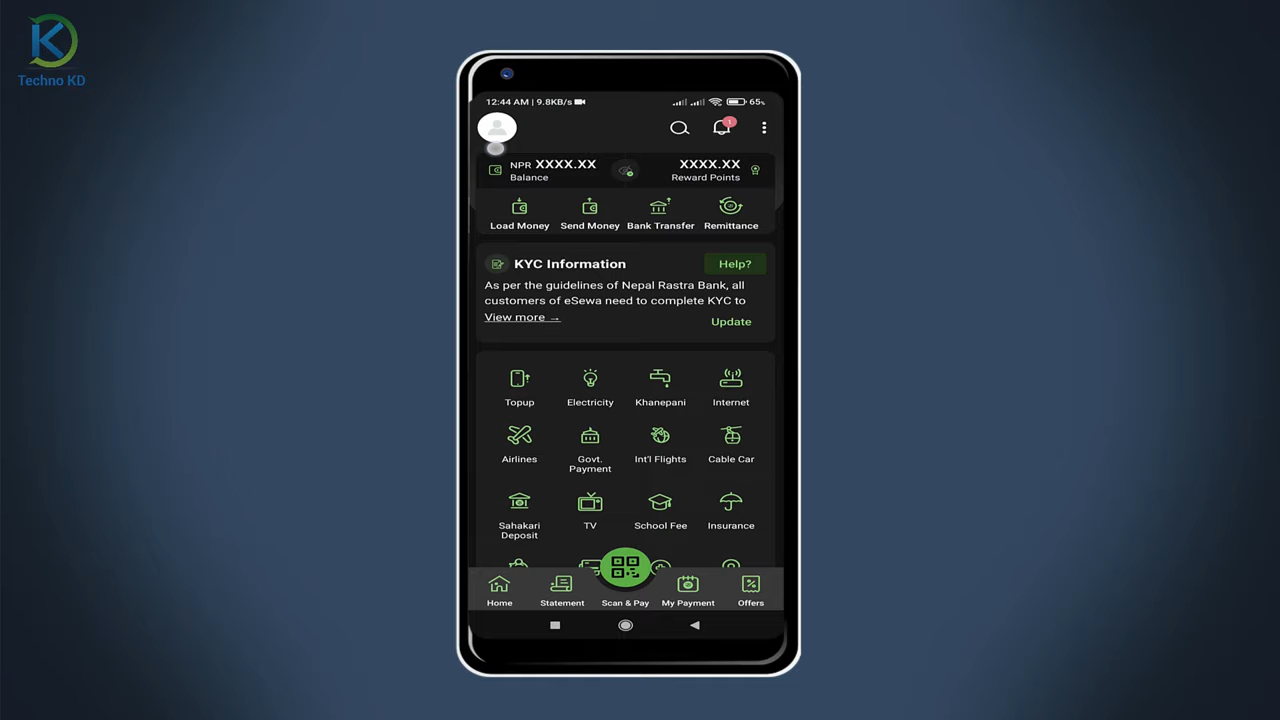 Techno KD
12:44 AM | 9.8KB/s
65%
1
NPR XXXX.XX
Balance
XXXX.XX
Reward Points
Load Money
Send Money
Bank Transfer
Remittance
KYC Information
Help?
As per the guidelines of Nepal Rastra Bank, all
customers of eSewa need to complete KYC to
View more →
Update
Topup
Electricity
Khanepani
Internet
Airlines
Govt.
Payment
Int'l Flights
Cable Car
Sahakari
Deposit
TV
School Fee
Insurance
Home
Statement
Scan & Pay
My Payment
Offers